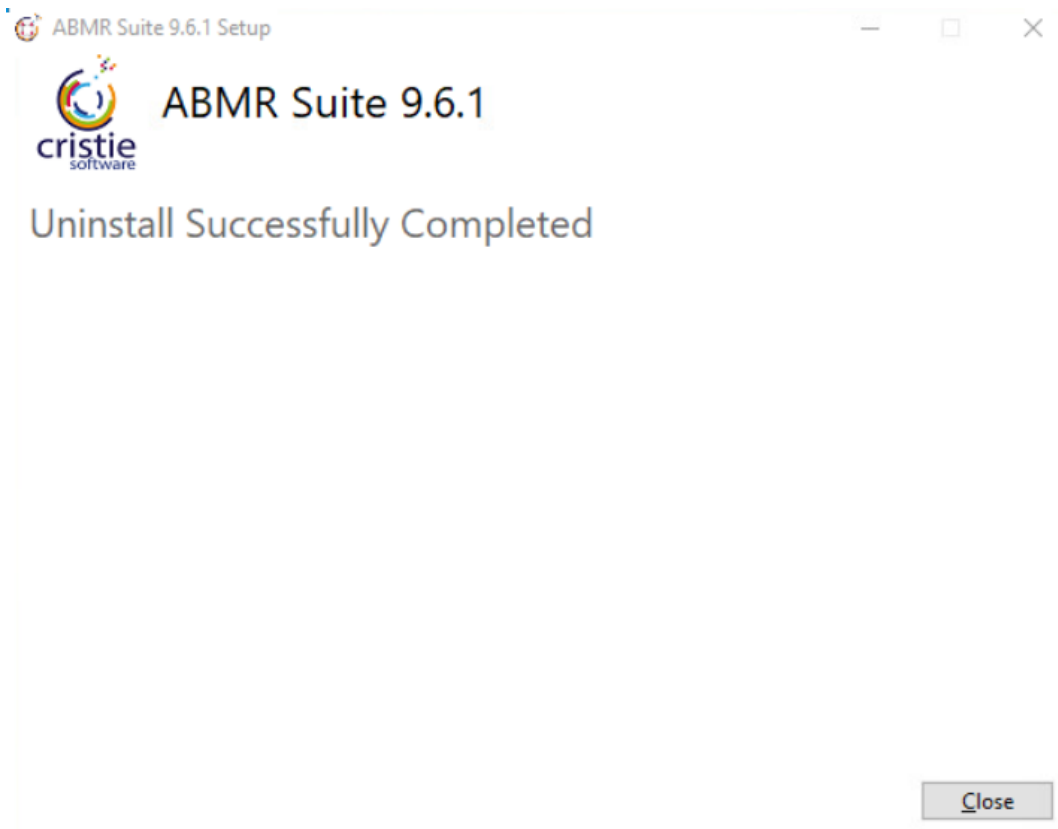 ABMR Suite 9.6.1 Setup
cristie
software
ABMR Suite 9.6.1
Uninstall Successfully Completed
Close